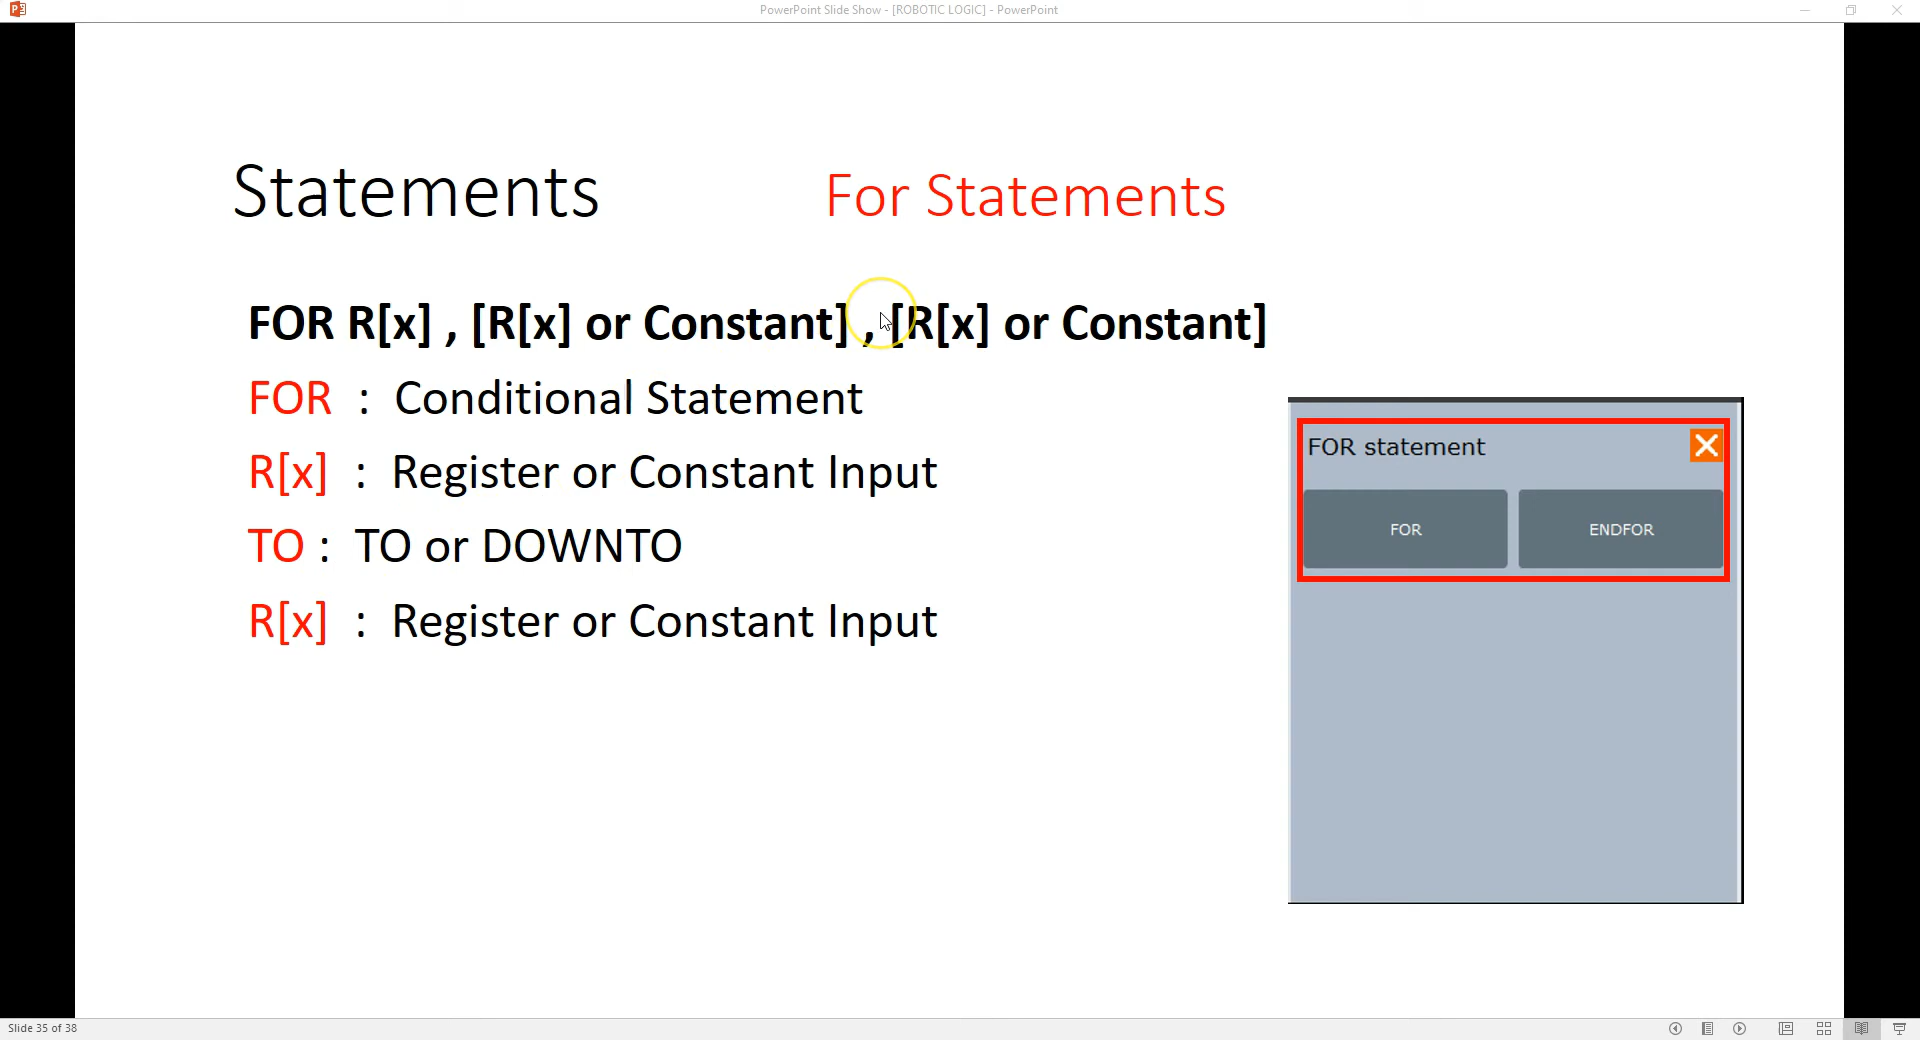 PowerPoint Slide Show - [ROBOTIC LOGIC] - PowerPoint
Statements
For Statements
FOR R[x] , [R[x] or Constant] , [R[x] or Constant]
FOR : Conditional Statement
R[x] : Register or Constant Input
TO : TO or DOWNTO
R[x] : Register or Constant Input
FOR statement
FOR
ENDFOR
Slide 35 of 38